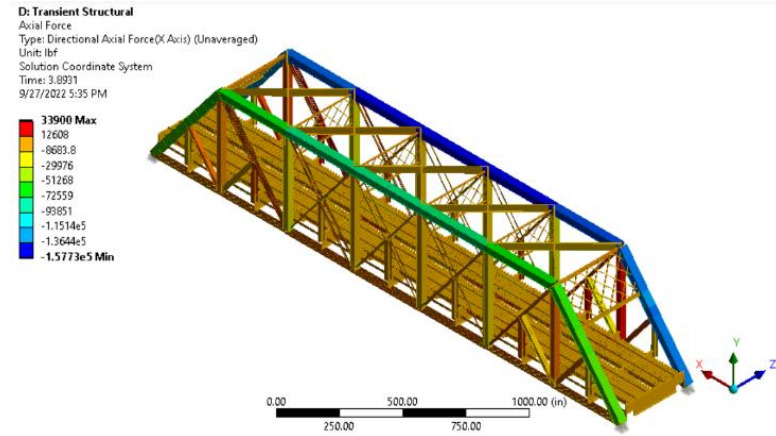 D: Transient Structural
Axial Force
Type: Directional Axial Force(X Axis) (Unaveraged)
Unit: lbf
Solution Coordinate System
Time: 3.8931
9/27/2022 5:35 PM
33900 Max
12608
-8683.8
-29976
-51268
-72559
-93851
-1.1514e5
-1.3644e5
-1.5773e5 Min
Y
X
Z
0.00 500.00 1000.00 (in)
250.00 750.00